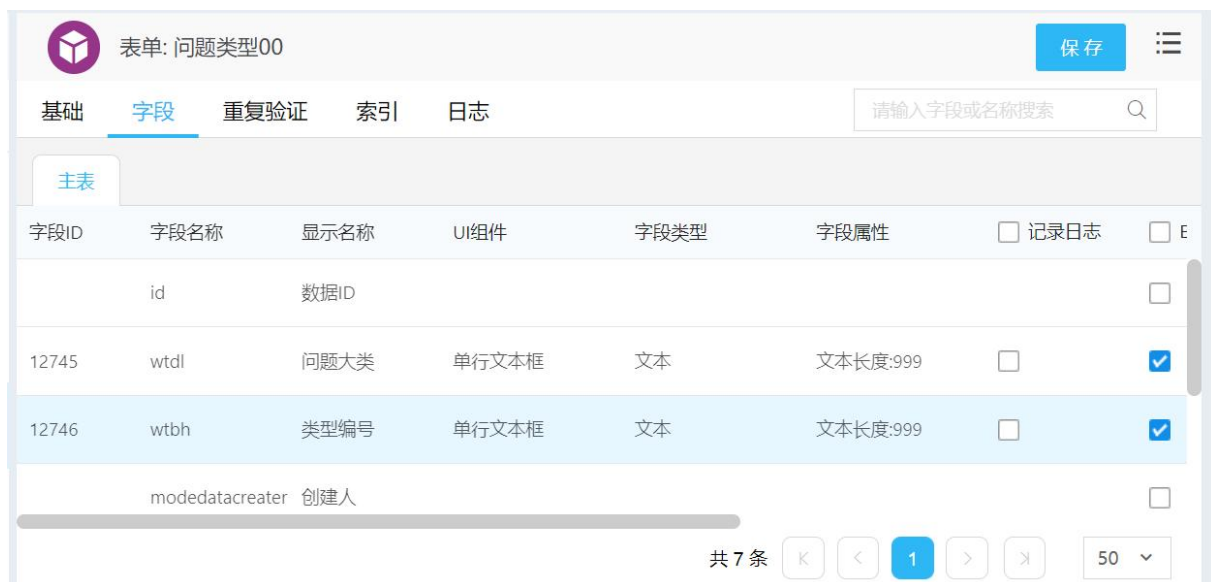 表单: 问题类型00 保存
基础 字段 重复验证 索引 日志 请输入字段或名称搜索
主表
字段ID 字段名称 显示名称 UI组件 字段类型 字段属性 记录日志 E
id 数据ID
12745 wtdl 问题大类 单行文本框 文本 文本长度:999
12746 wtbh 类型编号 单行文本框 文本 文本长度:999
modedatacreater 创建人
共 7 条 1 50